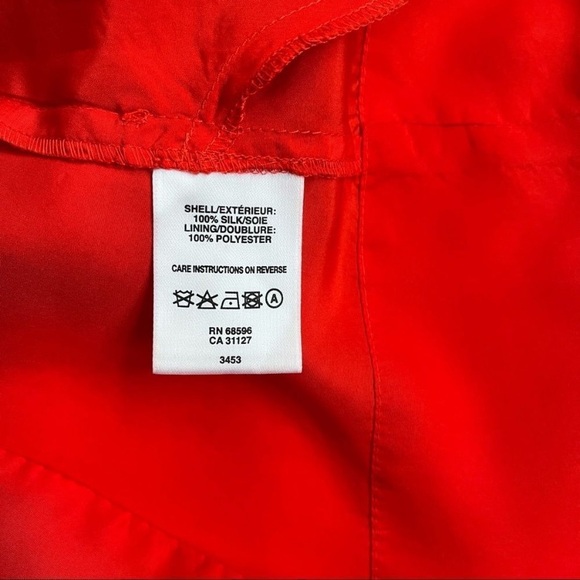 SHELL/EXTÉRIEUR:
100% SILK/SOIE
LINING/DOUBLURE:
100% POLYESTER
CARE INSTRUCTIONS ON REVERSE
A
RN 68596
CA 31127
3453